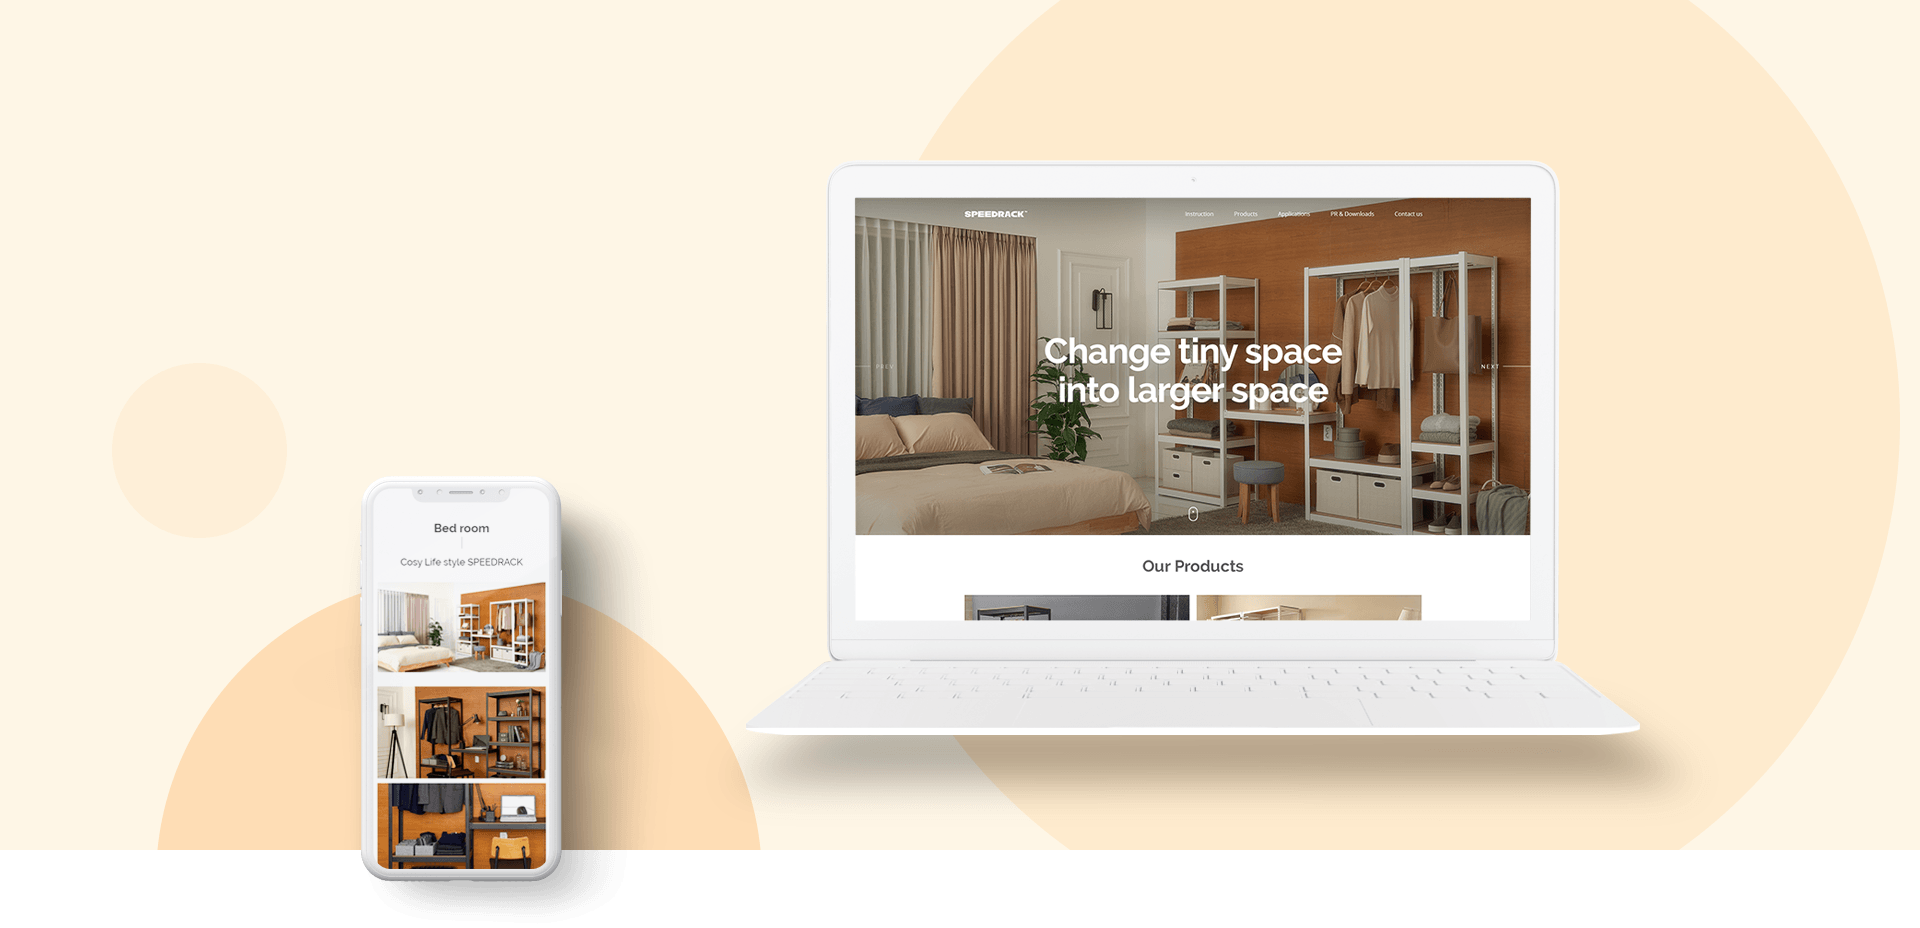 SPEEDRACK™
Instruction Products Applications PR & Downloads Contact us
Change tiny space
into larger space
PREV
NEXT
Our Products
Bed room
Cosy Life style SPEEDRACK